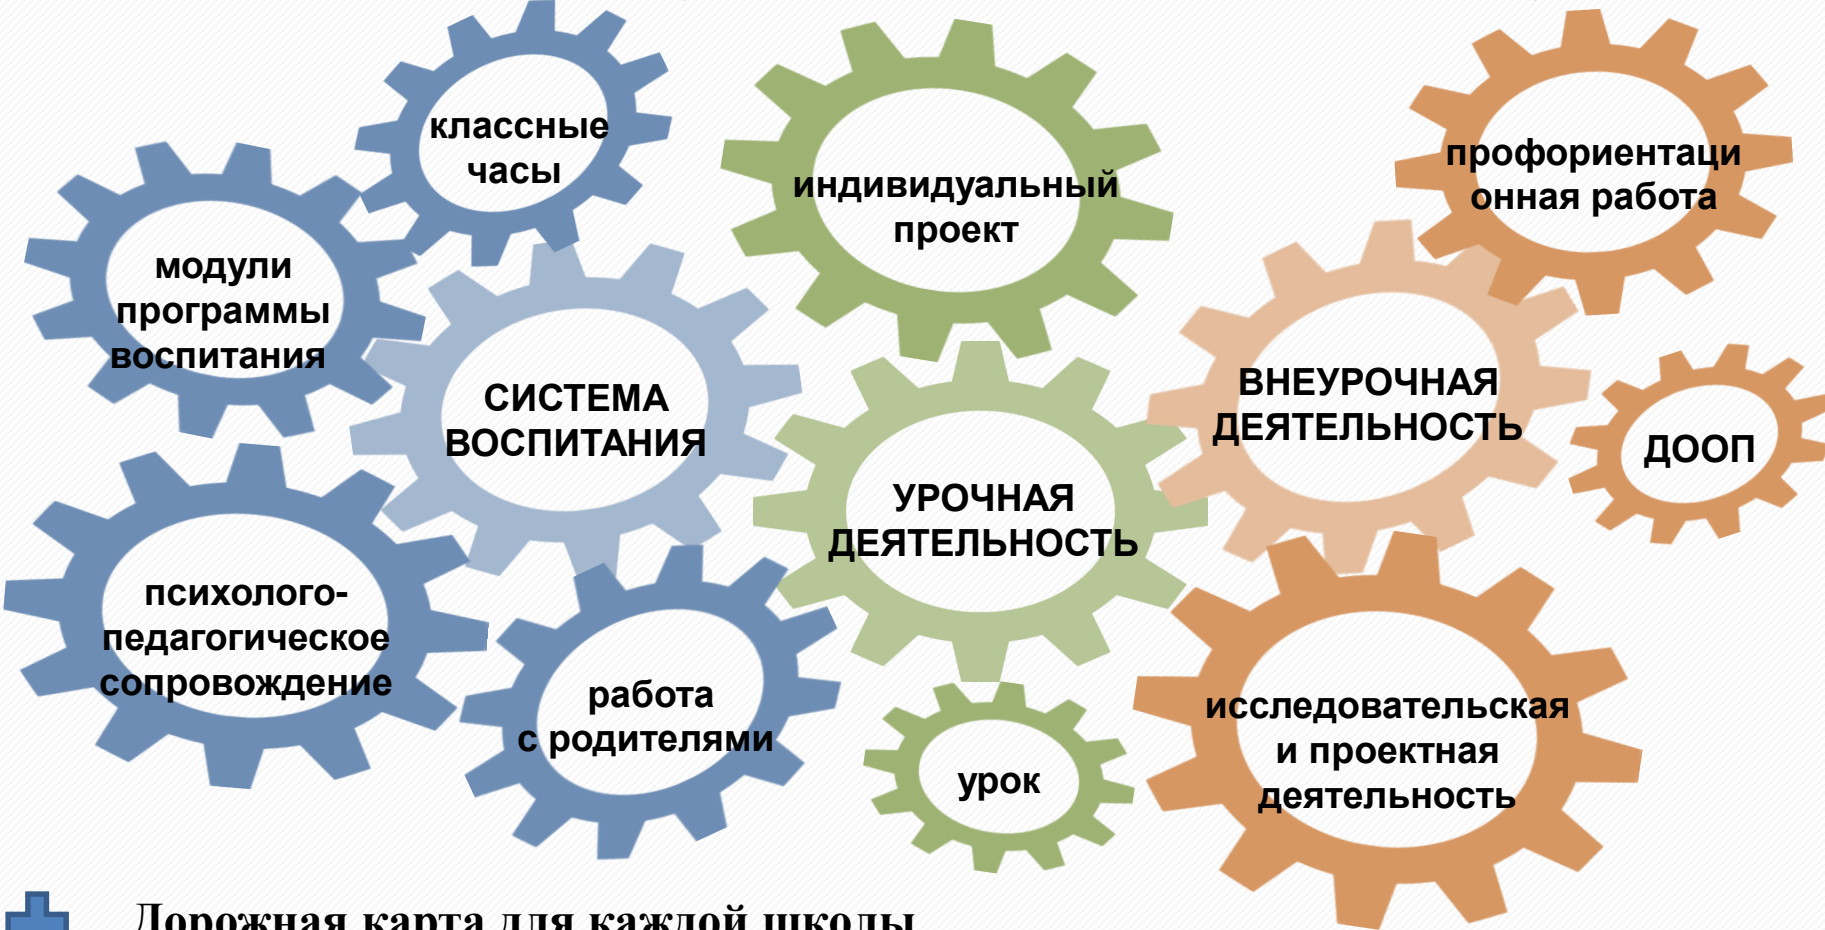 классные
часы
модули
программы
воспитания
СИСТЕМА
ВОСПИТАНИЯ
психолого-
педагогическое
сопровождение
работа
с родителями
индивидуальный
проект
УРОЧНАЯ
ДЕЯТЕЛЬНОСТЬ
урок
профориентаци
онная работа
ВНЕУРОЧНАЯ
ДЕЯТЕЛЬНОСТЬ
ДООП
исследовательская
и проектная
деятельность
Дорожная карта для каждой школы